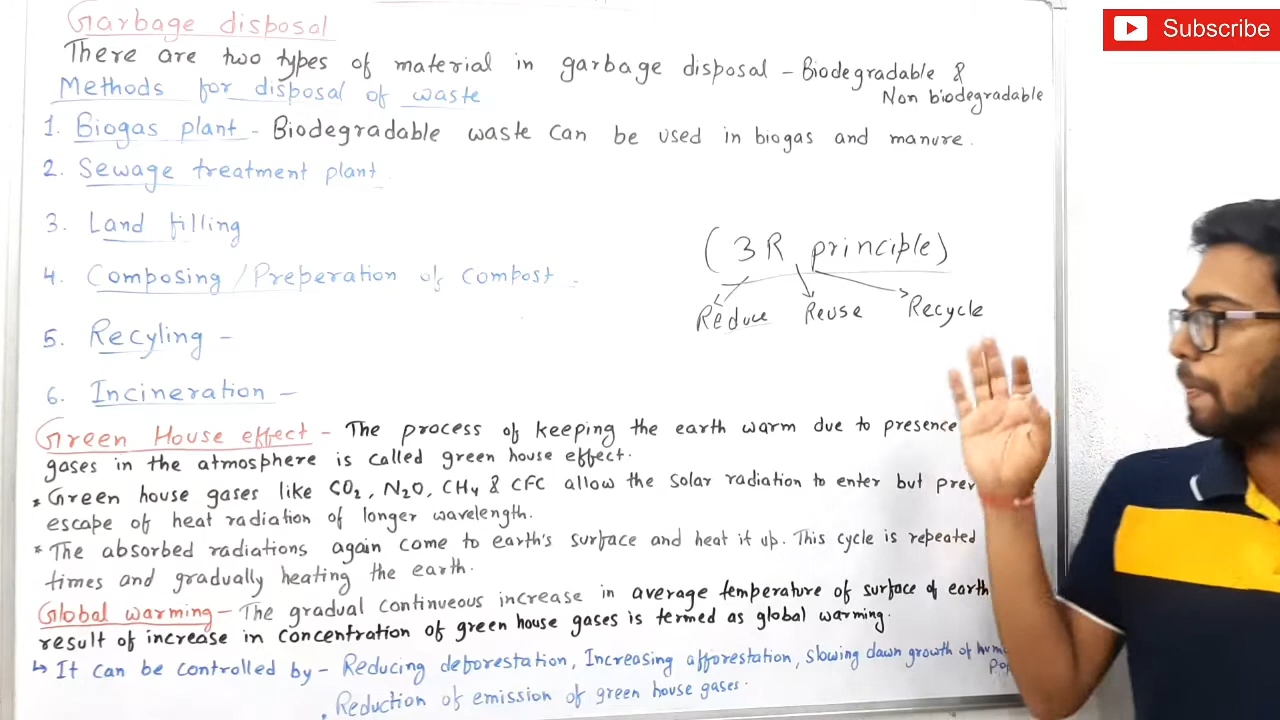 Subscribe
Garbage disposal
There are two types of material in garbage disposal - Biodegradable &
Non biodegradable
Methods for disposal of waste
1. Biogas plant - Biodegradable waste can be used in biogas and manure.
2. Sewage treatment plant
3. Land filling
4. Composing / Preperation of compost.
5. Recyling -
6. Incineration -
(3R principle)
Reduce Reuse Recycle
Green House effect - The process of keeping the earth warm due to presence
gases in the atmosphere is called green house effect.
* Green house gases like CO2, N2O, CH4 & CFC allow the solar radiation to enter but prev
escape of heat radiation of longer wavelength.
* The absorbed radiations again come to earth's surface and heat it up. This cycle is repeated
times and gradually heating the earth.
Global warming - The gradual continueous increase in average temperature of surface of earth
result of increase in concentration of green house gases is termed as global warming.
↳ It can be controlled by - Reducing deforestation, Increasing afforestation, slowing dawn growth of hum
Pop
. Reduction of emission of green house gases.